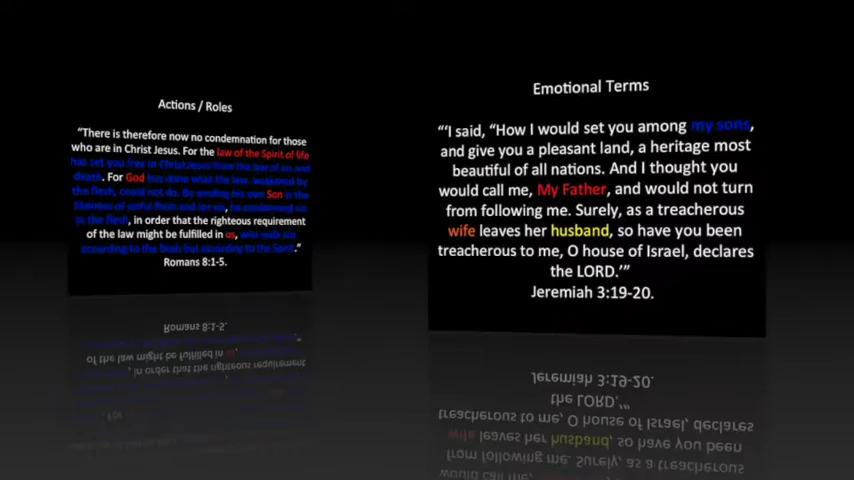 Actions / Roles
“There is therefore now no condemnation for those
who are in Christ Jesus. For the law of the Spirit of life
has set you free in Christ Jesus from the law of sin and
death. For God has done what the law, weakened by
the flesh, could not do. By sending his own Son in the
likeness of sinful flesh and for sin, he condemned sin
in the flesh, in order that the righteous requirement
of the law might be fulfilled in us, who walk not
according to the flesh but according to the Spirit.”
Romans 8:1-5.
Emotional Terms
“‘I said, “How I would set you among my sons,
and give you a pleasant land, a heritage most
beautiful of all nations. And I thought you
would call me, My Father, and would not turn
from following me. Surely, as a treacherous
wife leaves her husband, so have you been
treacherous to me, O house of Israel, declares
the LORD.’”
Jeremiah 3:19-20.